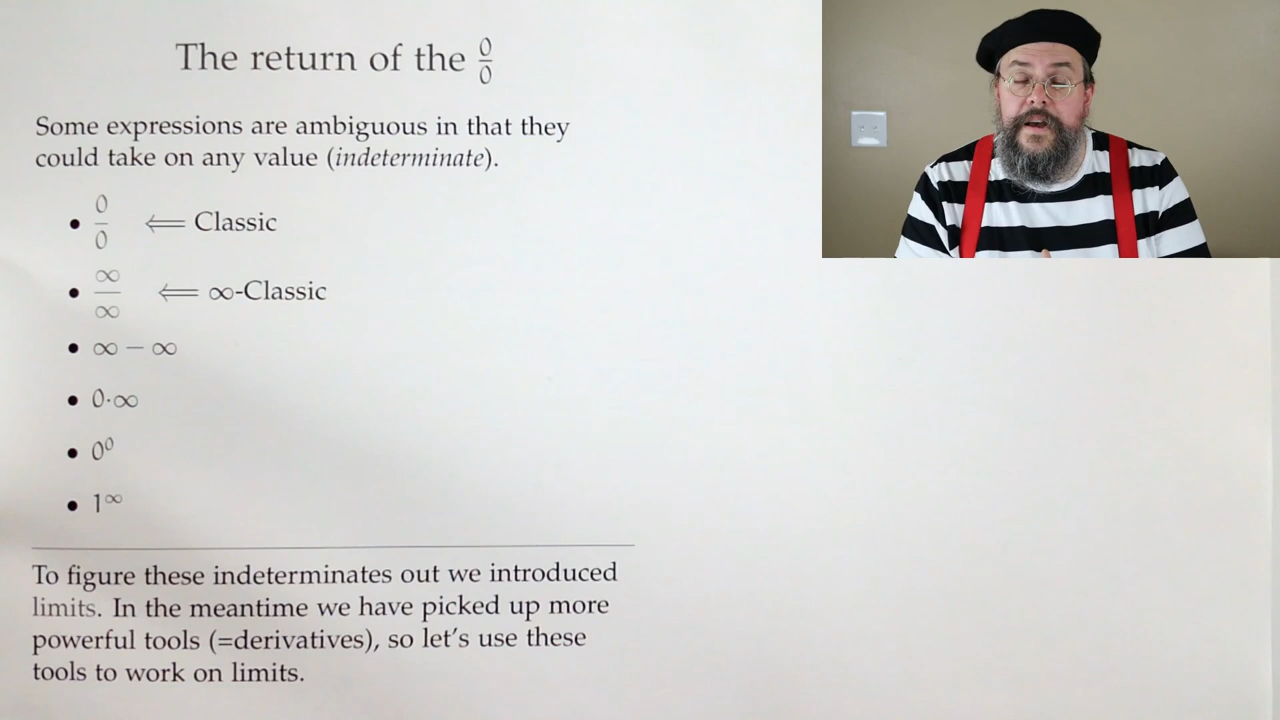 The return of the 0/0
Some expressions are ambiguous in that they
could take on any value (indeterminate).
• 0/0 ⟸ Classic
• ∞/∞ ⟸ ∞-Classic
• ∞ − ∞
• 0·∞
• 0⁰
• 1^∞
To figure these indeterminates out we introduced
limits. In the meantime we have picked up more
powerful tools (=derivatives), so let's use these
tools to work on limits.